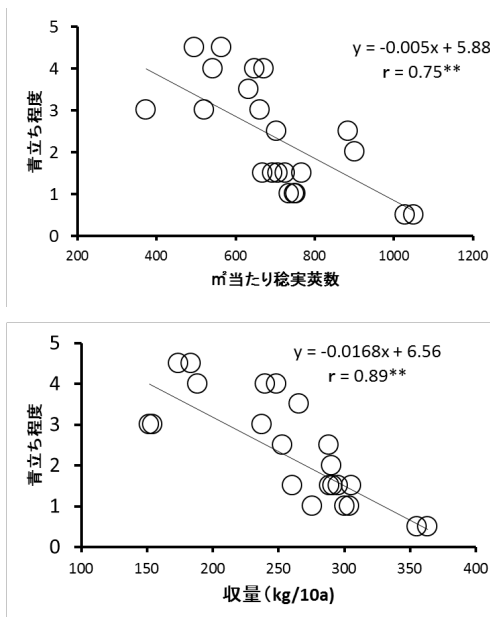 5
4
3
2
1
0
青立ち程度
y = -0.005x + 5.88
r = 0.75**
200 400 600 800 1000 1200
㎡当たり稔実莢数
5
4
3
2
1
0
青立ち程度
y = -0.0168x + 6.56
r = 0.89**
100 150 200 250 300 350 400
収量（kg/10a）